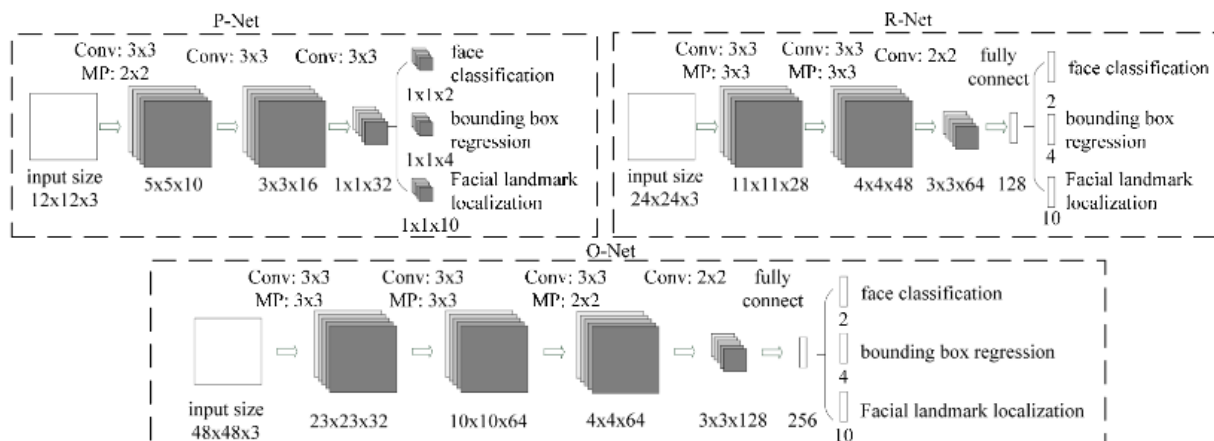 P-Net
Conv: 3x3
MP: 2x2
Conv: 3x3
Conv: 3x3
input size
12x12x3
5x5x10
3x3x16
1x1x32
face
classification
1x1x2
bounding box
regression
1x1x4
Facial landmark
localization
1x1x10
R-Net
Conv: 3x3
MP: 3x3
Conv: 3x3
MP: 3x3
Conv: 2x2
fully
connect
input size
24x24x3
11x11x28
4x4x48
3x3x64
128
face classification
2
bounding box
regression
4
Facial landmark
localization
10
O-Net
Conv: 3x3
MP: 3x3
Conv: 3x3
MP: 3x3
Conv: 3x3
MP: 2x2
Conv: 2x2
fully
connect
input size
48x48x3
23x23x32
10x10x64
4x4x64
3x3x128
256
face classification
2
bounding box regression
4
Facial landmark localization
10